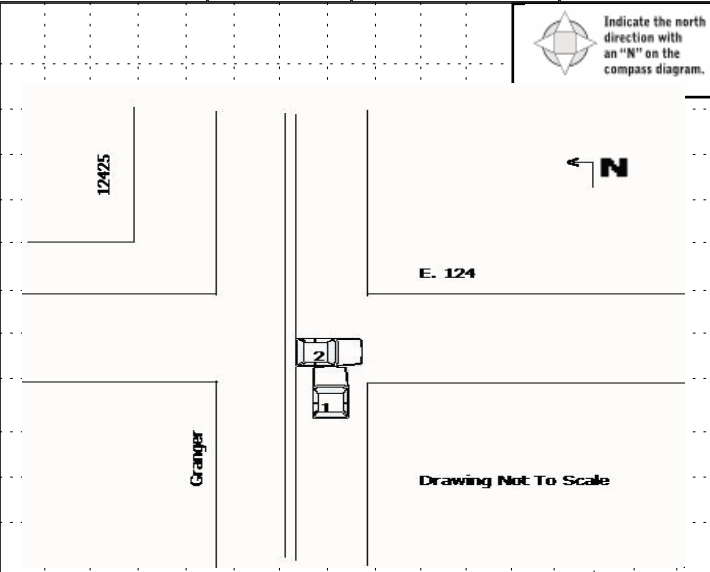 Indicate the north
direction with
an “N” on the
compass diagram.
12425
N
E. 124
2
1
Granger
Drawing Not To Scale